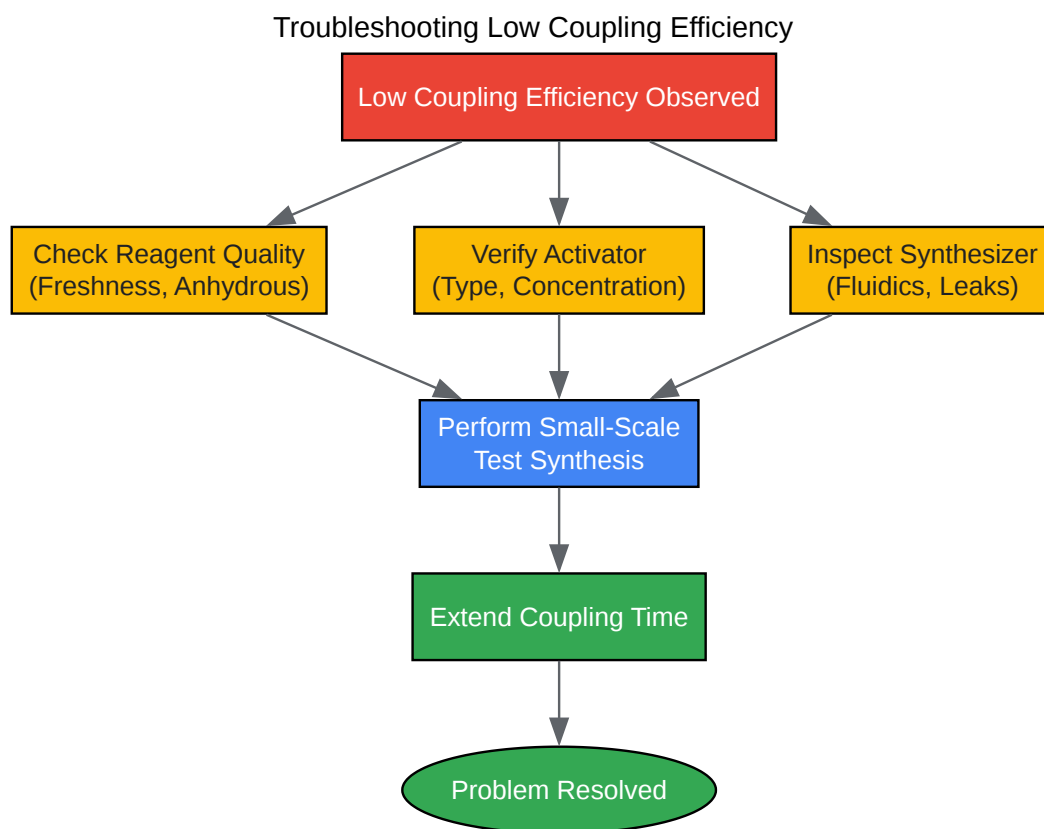 Troubleshooting Low Coupling Efficiency
Low Coupling Efficiency Observed
Check Reagent Quality
(Freshness, Anhydrous)
Verify Activator
(Type, Concentration)
Inspect Synthesizer
(Fluidics, Leaks)
Perform Small-Scale
Test Synthesis
Extend Coupling Time
Problem Resolved